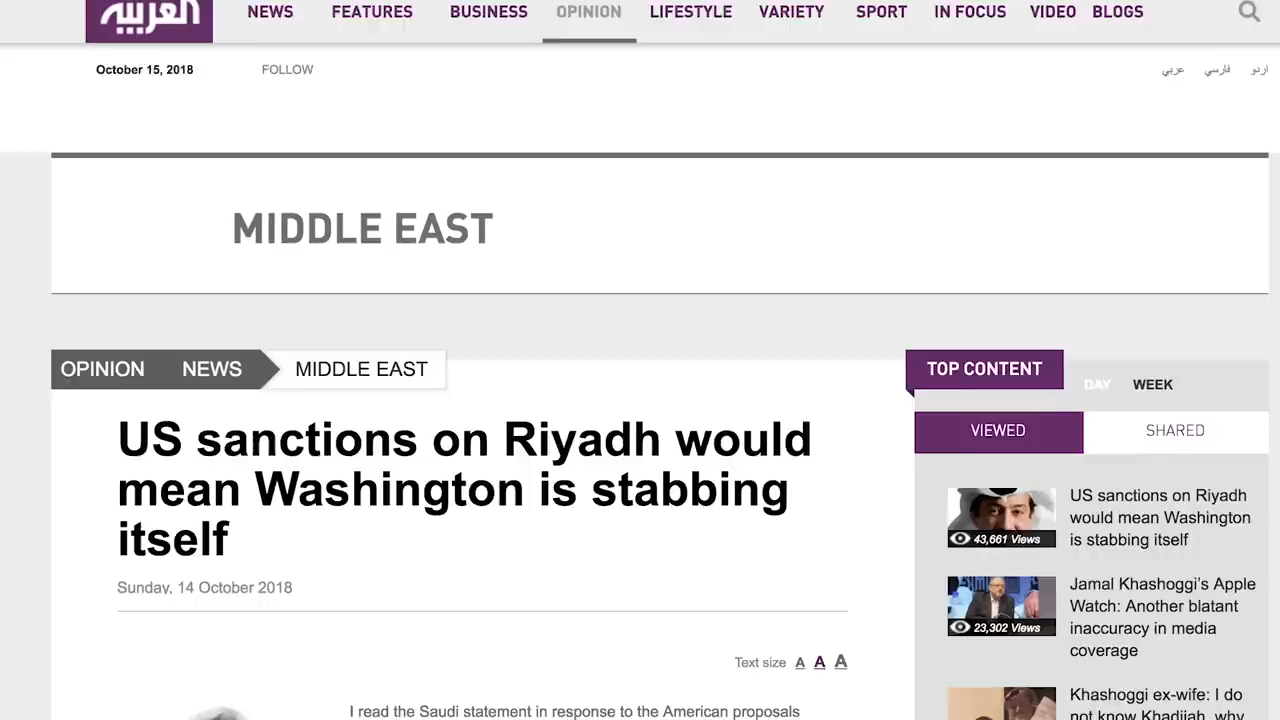 العربية
NEWS FEATURES BUSINESS OPINION LIFESTYLE VARIETY SPORT IN FOCUS VIDEO BLOGS
October 15, 2018 FOLLOW عربي فارسي اردو
MIDDLE EAST
OPINION NEWS MIDDLE EAST
US sanctions on Riyadh would
mean Washington is stabbing
itself
Sunday, 14 October 2018
Text size A A A
I read the Saudi statement in response to the American proposals
TOP CONTENT DAY WEEK
VIEWED SHARED
US sanctions on Riyadh
would mean Washington
is stabbing itself
43,661 Views
Jamal Khashoggi's Apple
Watch: Another blatant
inaccuracy in media
coverage
23,302 Views
Khashoggi ex-wife: I do
not know Khadijah, why